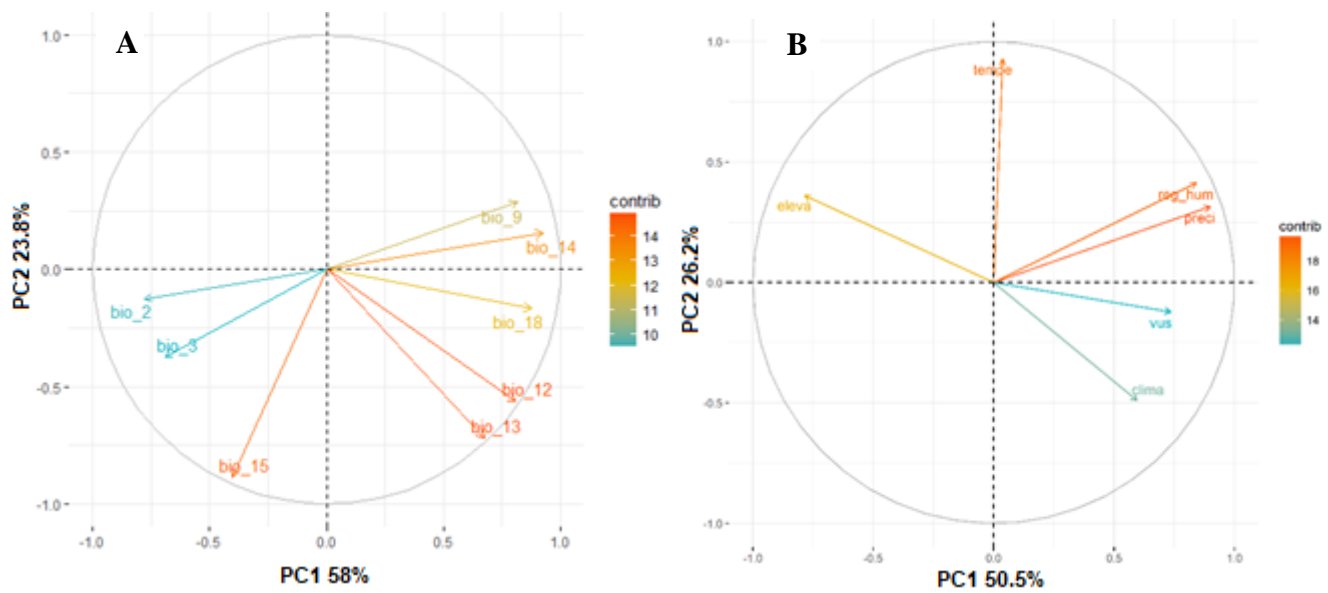 A
1.0
0.5
0.0
-0.5
-1.0
PC2 23.8%
bio_9
bio_14
bio_2
bio_18
bio_3
bio_12
bio_13
bio_15
-1.0 -0.5 0.0 0.5 1.0
PC1 58%
contrib
14
13
12
11
10
B
1.0
0.5
0.0
-0.5
-1.0
PC2 26.2%
tempe
reg_hum
preci
eleva
vus
clima
-1.0 -0.5 0.0 0.5 1.0
PC1 50.5%
contrib
18
16
14